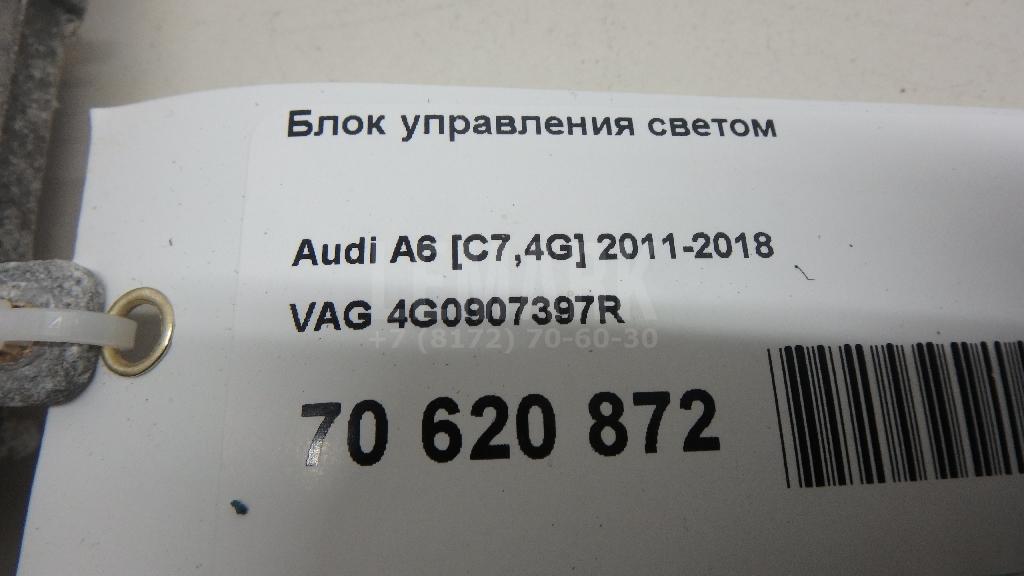 Блок управления светом
Audi A6 [C7,4G] 2011-2018
LEMARK
VAG 4G0907397R
+7 (8172) 70-60-30
70 620 872